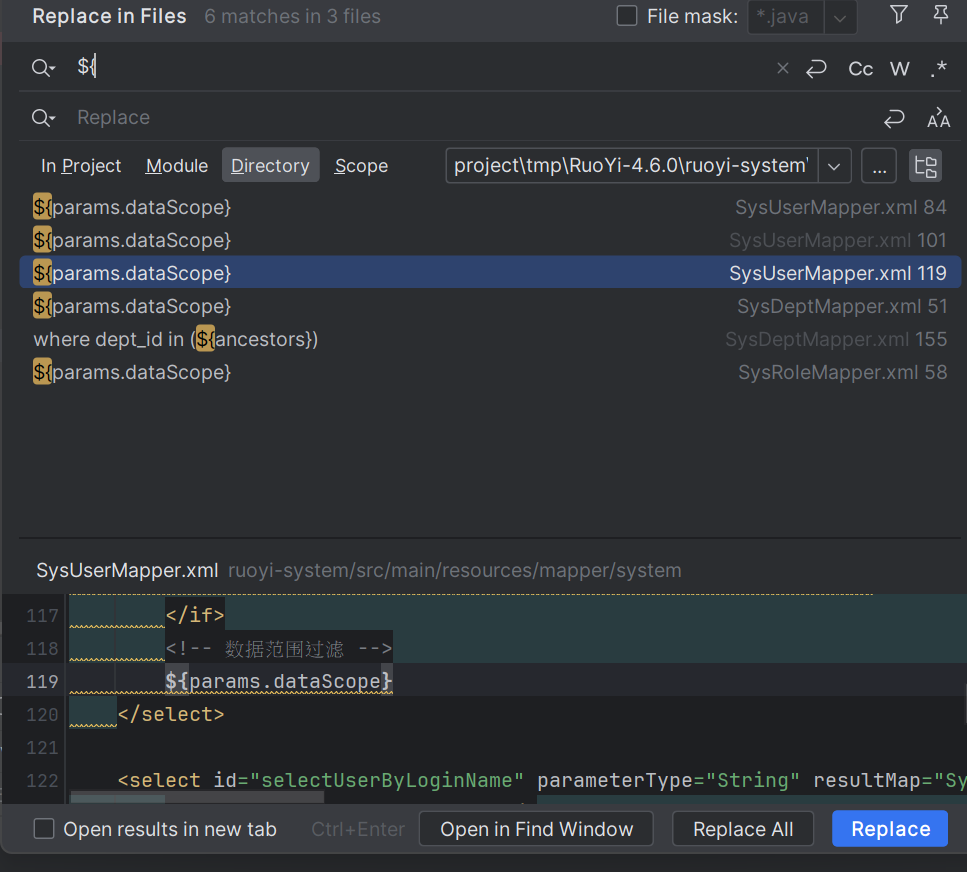 Replace in Files 6 matches in 3 files File mask: *.java
${ Cc W .*
Replace
In Project Module Directory Scope project\tmp\RuoYi-4.6.0\ruoyi-system\ ...
${params.dataScope} SysUserMapper.xml 84
${params.dataScope} SysUserMapper.xml 101
${params.dataScope} SysUserMapper.xml 119
${params.dataScope} SysDeptMapper.xml 51
where dept_id in (${ancestors}) SysDeptMapper.xml 155
${params.dataScope} SysRoleMapper.xml 58
SysUserMapper.xml ruoyi-system/src/main/resources/mapper/system
117 </if>
118 <!-- 数据范围过滤 -->
119 ${params.dataScope}
120 </select>
121
122 <select id="selectUserByLoginName" parameterType="String" resultMap="Sy
Open results in new tab Ctrl+Enter Open in Find Window Replace All Replace